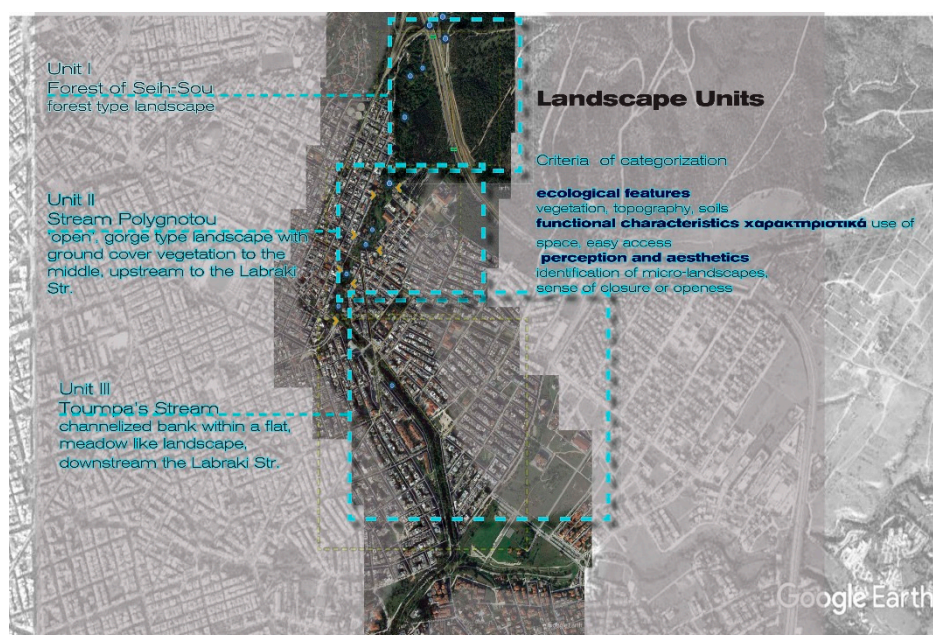 Unit I
Forest of Seih-Sou
forest type landscape
Unit II
Stream Polygnotou
"open", gorge type landscape with
ground cover vegetation to the
middle, upstream to the Labraki
Str.
Unit III
Toumpa's Stream
channelized bank within a flat,
meadow like landscape,
downstream the Labraki Str.
Landscape Units
Criteria of categorization
ecological features
vegetation, topography, soils
functional characteristics χαρακτηριστικά use of
space, easy access
perception and aesthetics
identification of micro-landscapes,
sense of closure or openess
Google Earth